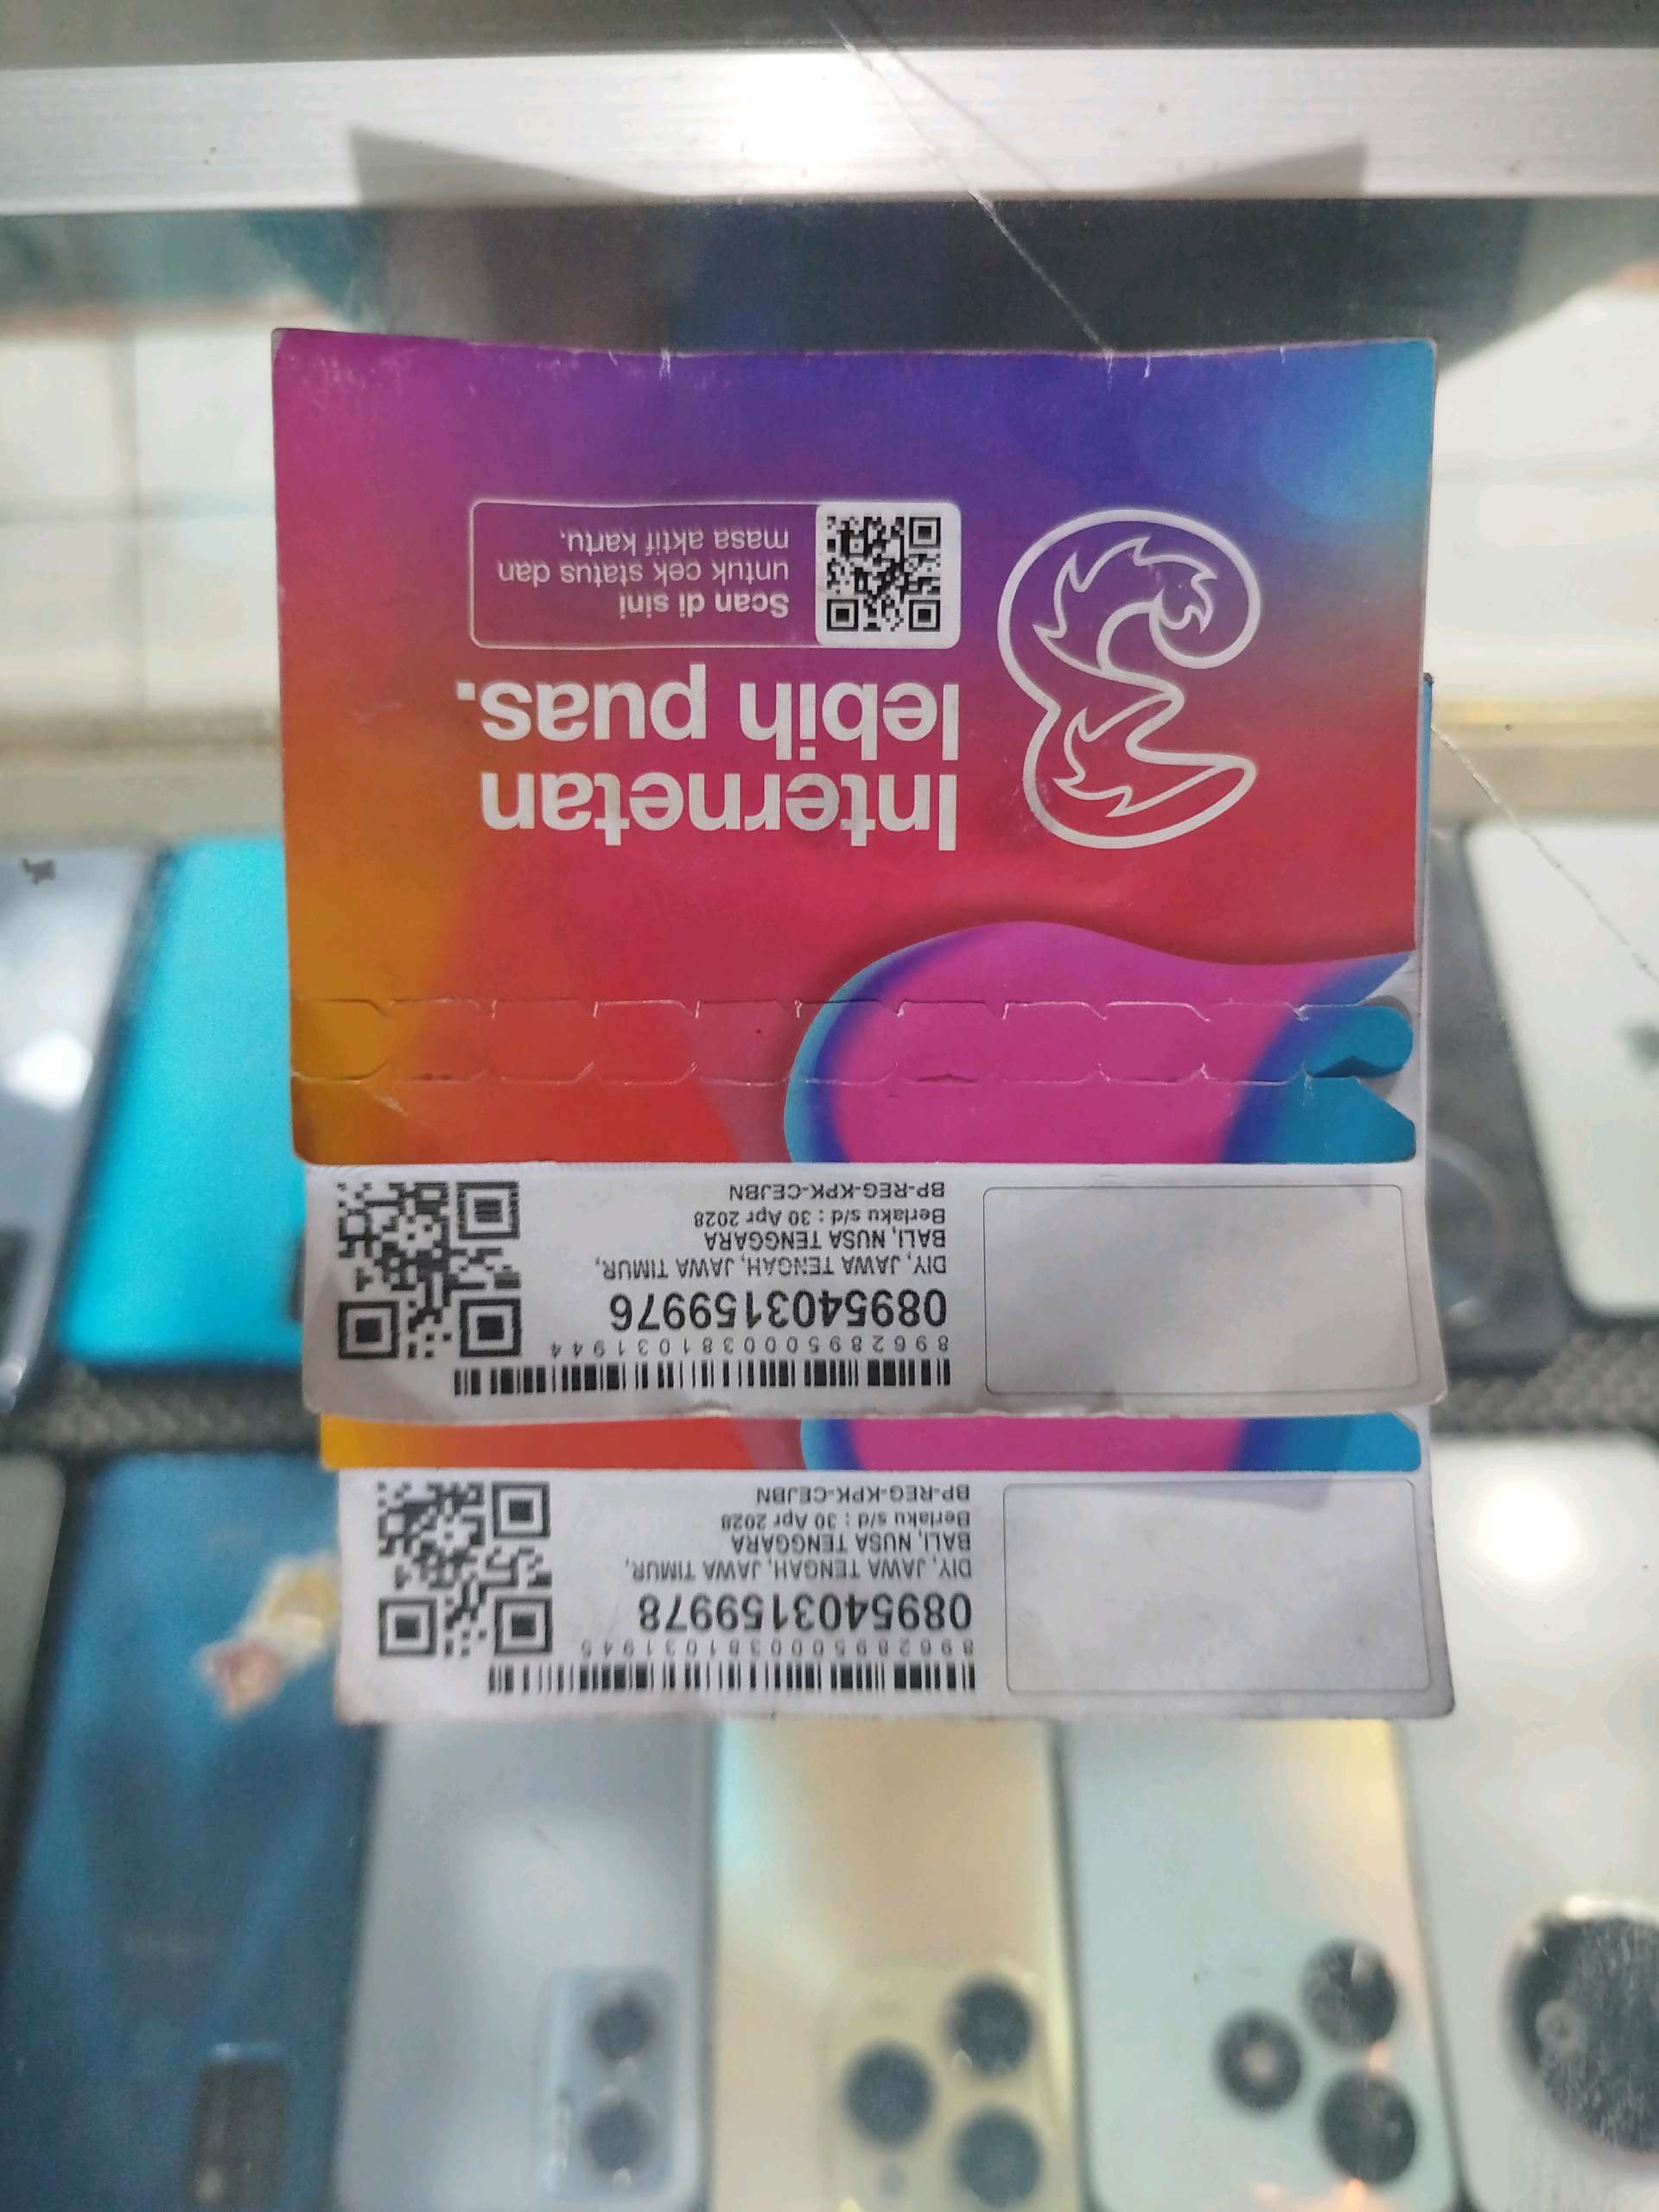 8962895000381031945
0895403159978
DIY, JAWA TENGAH, JAWA TIMUR,
BALI, NUSA TENGGARA
Berlaku s/d : 30 Apr 2028
BP-REG-KPK-CEJBN
8962895000381031944
0895403159976
DIY, JAWA TENGAH, JAWA TIMUR,
BALI, NUSA TENGGARA
Berlaku s/d : 30 Apr 2028
BP-REG-KPK-CEJBN
3
Internetan
lebih puas.
Scan di sini
untuk cek status dan
masa aktif kartu.